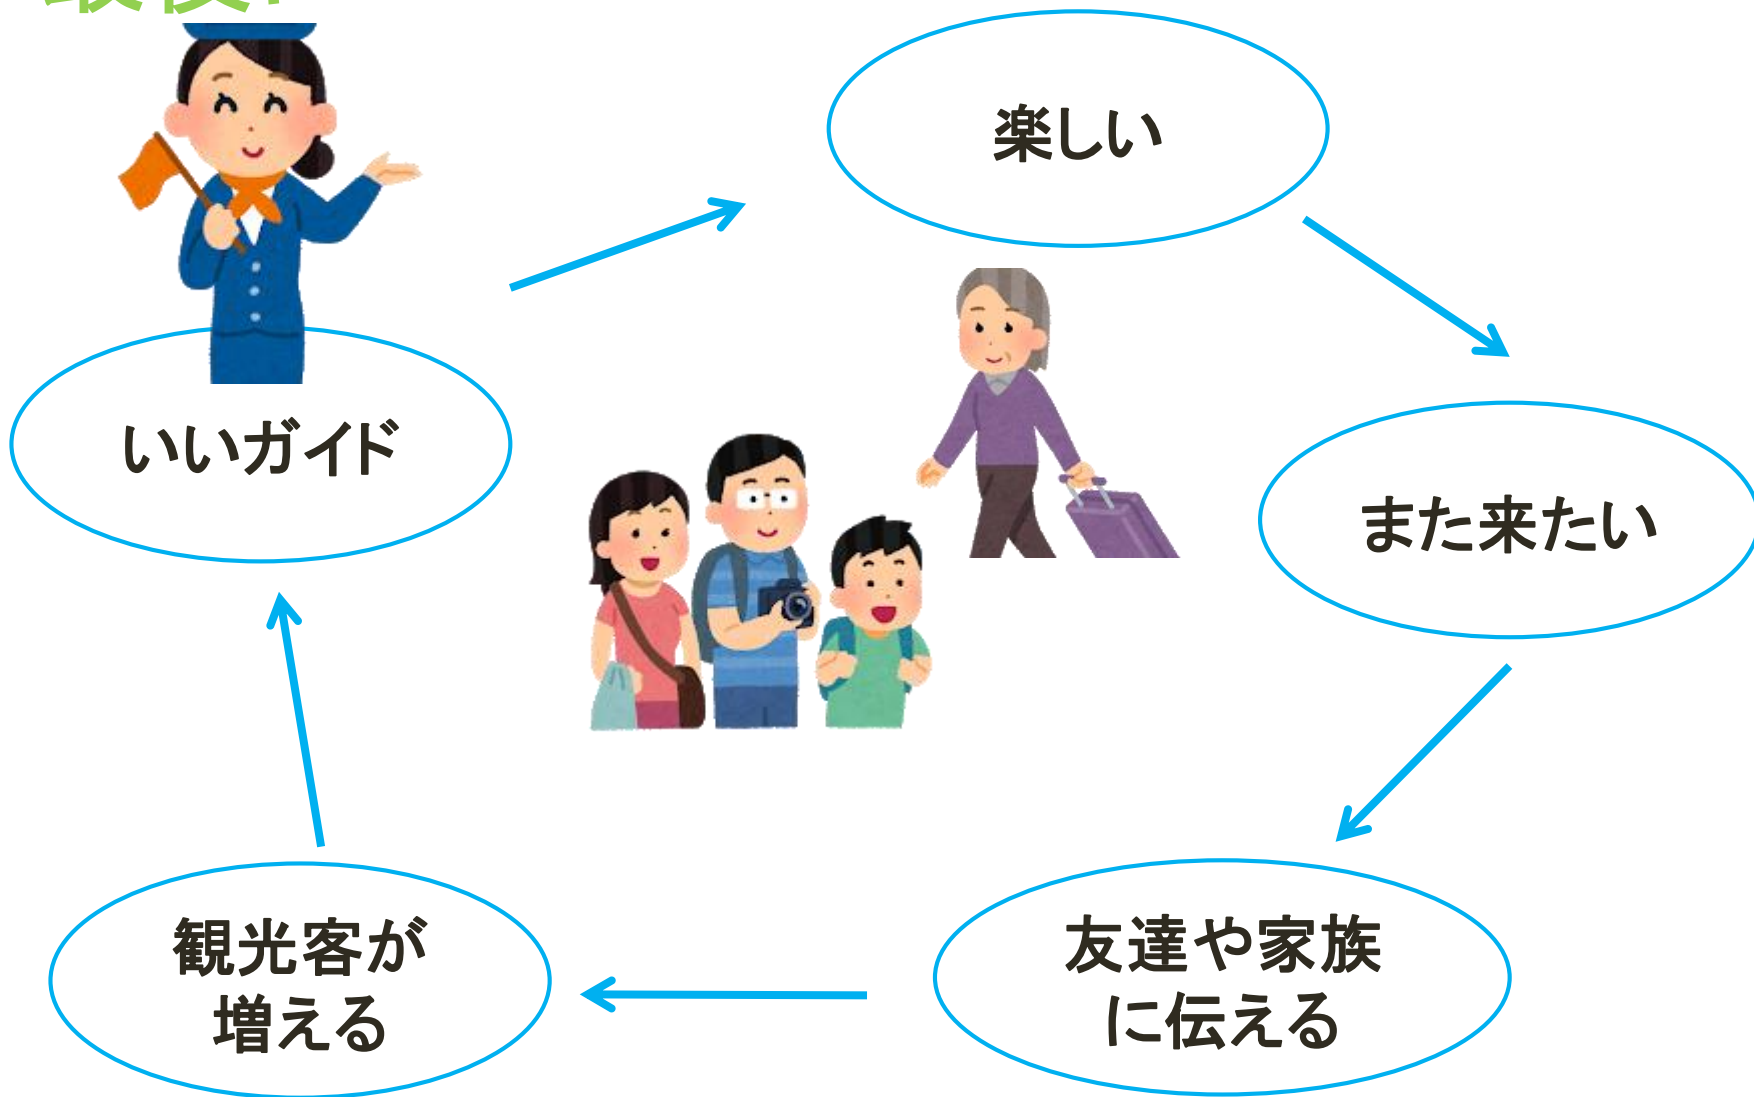 楽しい
いいガイド
また来たい
観光客が
増える
友達や家族
に伝える